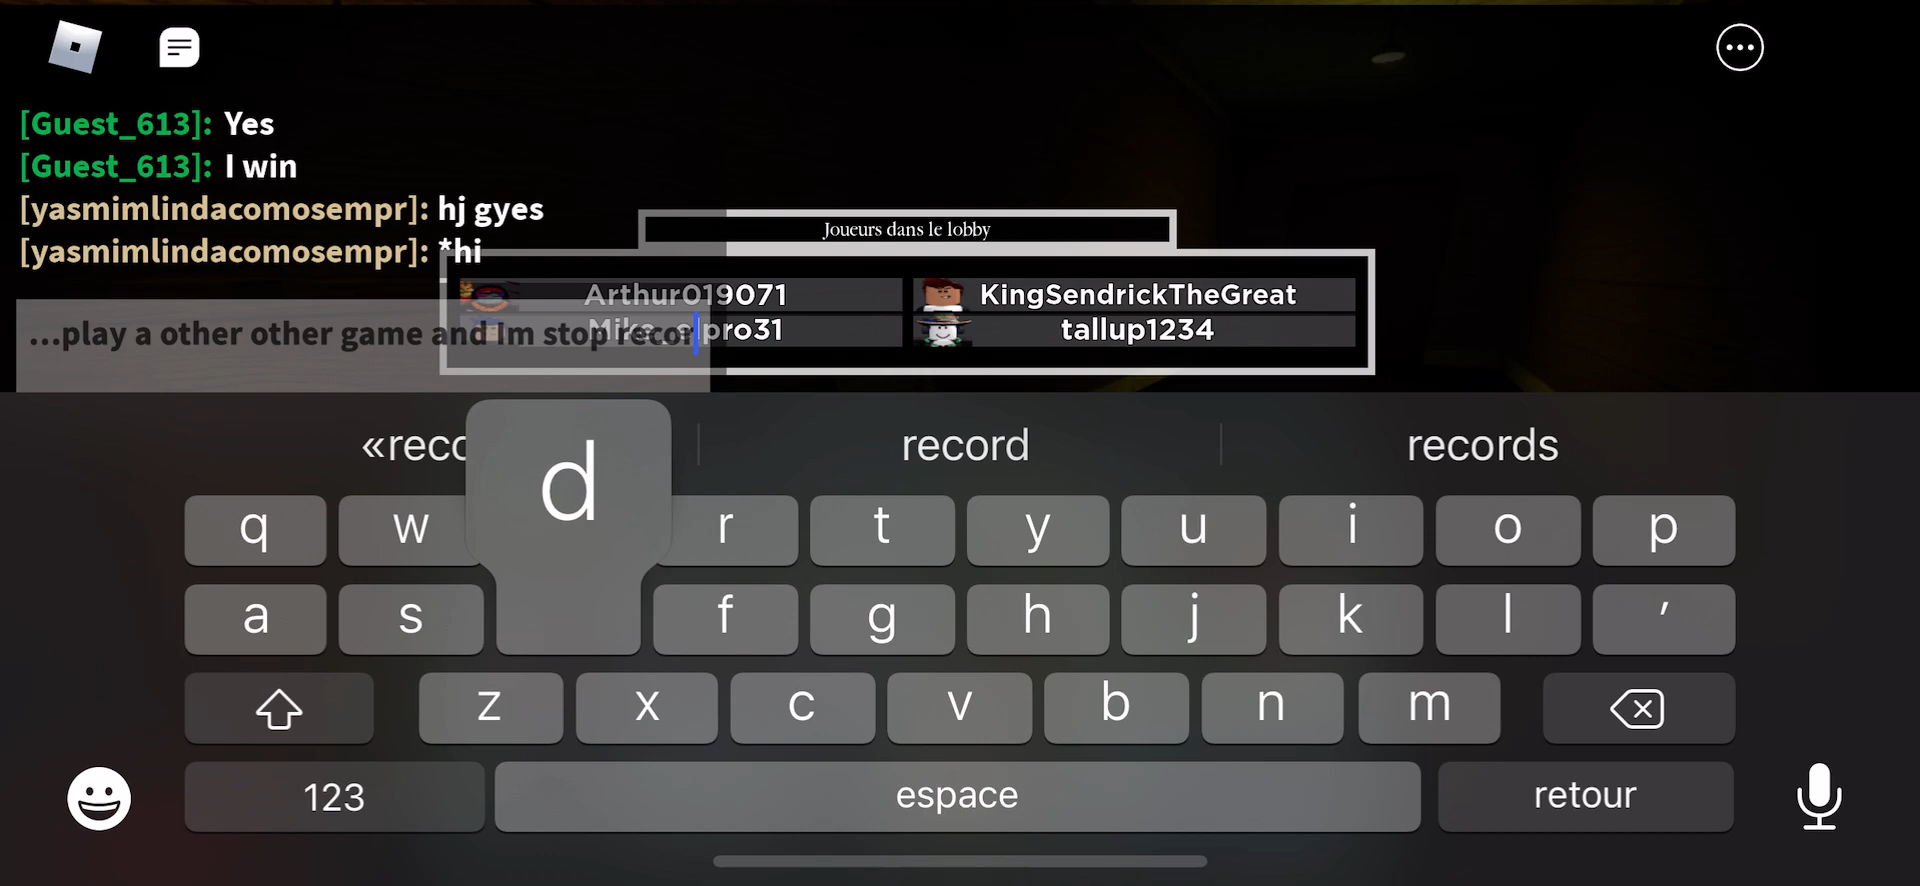 [Guest_613]: Yes
[Guest_613]: I win
[yasmimlindacomosempr]: hj gyes
[yasmimlindacomosempr]: *hi
Joueurs dans le lobby
Arthur019071
KingSendrickTheGreat
pro31
tallup1234
...play a other other game and Im stop recor
«reco
record
records
d
q w r t y u i o p
a s f g h j k l ’
z x c v b n m
123 espace retour